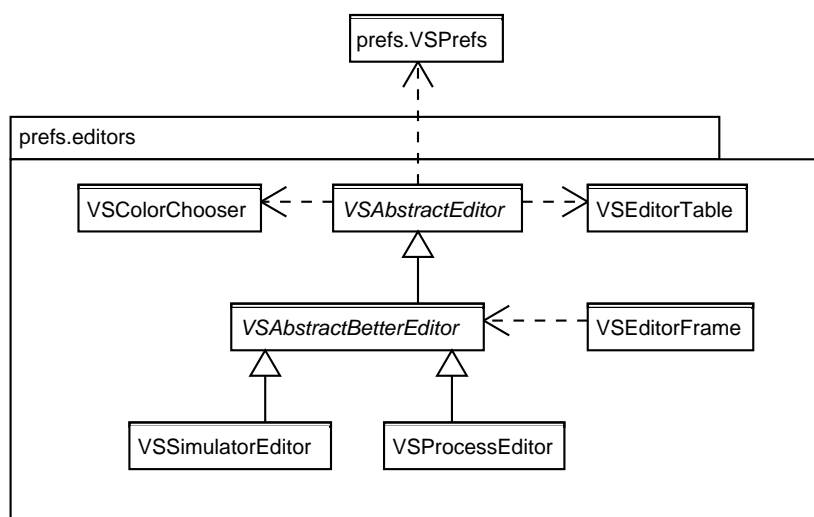 prefs.VSPrefs
prefs.editors
VSColorChooser
VSAbstractEditor
VSEditorTable
VSAbstractBetterEditor
VSEditorFrame
VSSimulatorEditor
VSProcessEditor